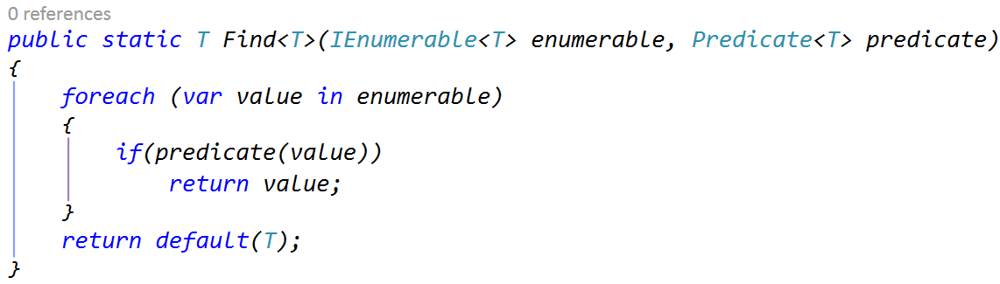 0 references
public static T Find<T>(IEnumerable<T> enumerable, Predicate<T> predicate)
{
foreach (var value in enumerable)
{
if(predicate(value))
return value;
}
return default(T);
}